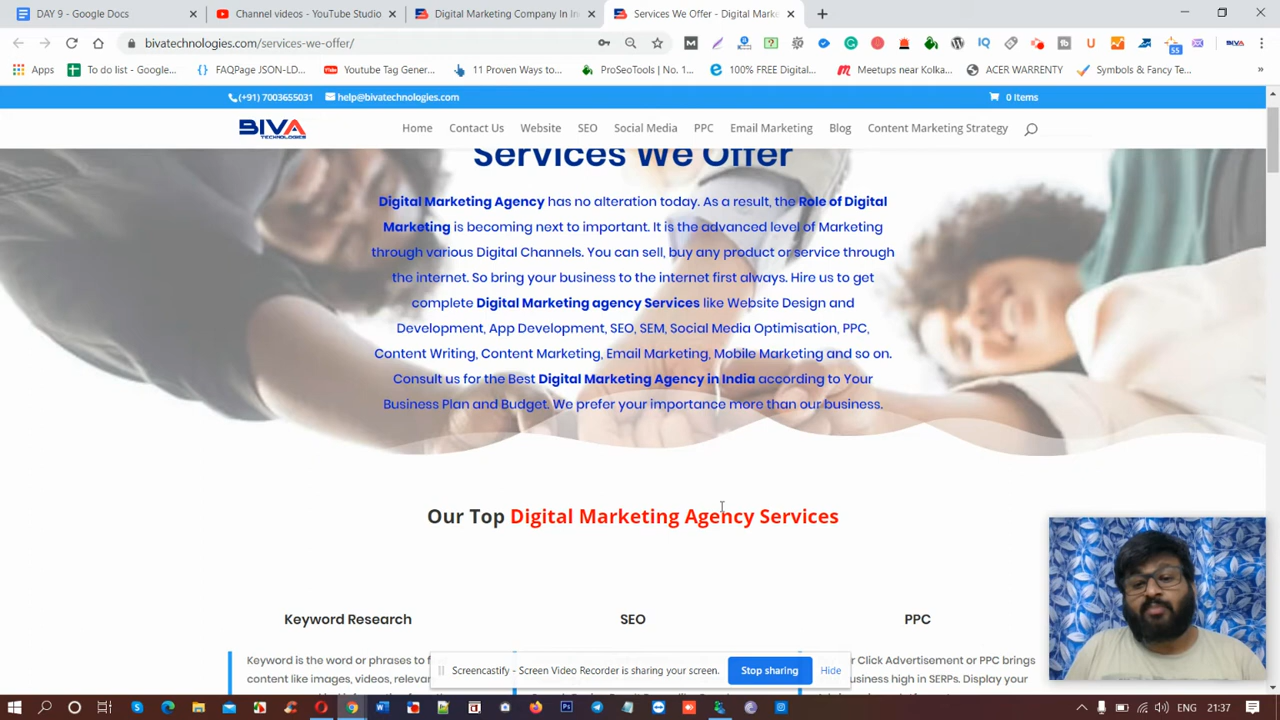 DAY 9 - Google Docs
Channel videos - YouTube Studio
Digital Marketing Company In In
Services We Offer - Digital Marke
bivatechnologies.com/services-we-offer/
Apps
To do list - Google...
FAQPage JSON-LD...
Youtube Tag Gener...
11 Proven Ways to...
ProSeoTools | No. 1...
100% FREE Digital...
Meetups near Kolka...
ACER WARRENTY
Symbols & Fancy Te...
(+91) 7003655031
help@bivatechnologies.com
0 Items
BIVA
TECHNOLOGIES
Home
Contact Us
Website
SEO
Social Media
PPC
Email Marketing
Blog
Content Marketing Strategy
Services We Offer
Digital Marketing Agency has no alteration today. As a result, the Role of Digital
Marketing is becoming next to important. It is the advanced level of Marketing
through various Digital Channels. You can sell, buy any product or service through
the internet. So bring your business to the internet first always. Hire us to get
complete Digital Marketing agency Services like Website Design and
Development, App Development, SEO, SEM, Social Media Optimisation, PPC,
Content Writing, Content Marketing, Email Marketing, Mobile Marketing and so on.
Consult us for the Best Digital Marketing Agency in India according to Your
Business Plan and Budget. We prefer your importance more than our business.
Our Top Digital Marketing Agency Services
Keyword Research
SEO
PPC
Keyword is the word or phrases to
content like images, videos,
Click Advertisement or PPC brings
business high in SERPs. Display your
Screencastify - Screen Video Recorder is sharing your screen.
Stop sharing
Hide
ENG
21:37